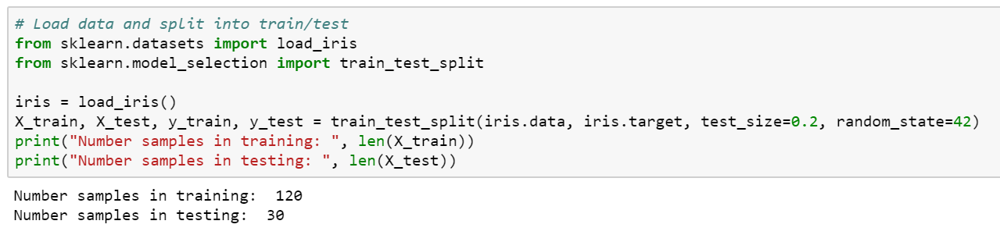 # Load data and split into train/test
from sklearn.datasets import load_iris
from sklearn.model_selection import train_test_split
iris = load_iris()
X_train, X_test, y_train, y_test = train_test_split(iris.data, iris.target, test_size=0.2, random_state=42)
print("Number samples in training: ", len(X_train))
print("Number samples in testing: ", len(X_test))
Number samples in training:  120
Number samples in testing:  30